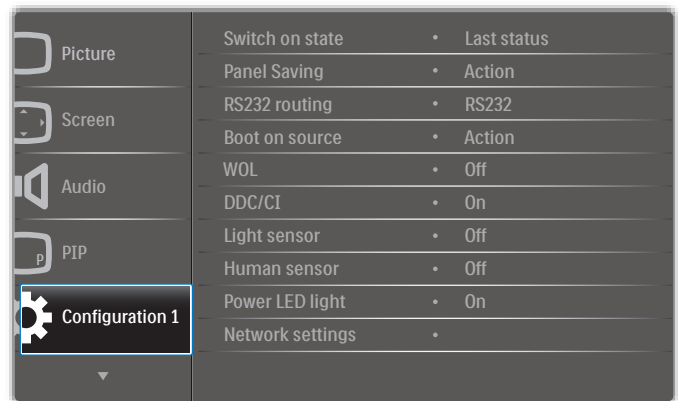 Picture
Screen
Audio
P
PIP
Configuration 1
Switch on state • Last status
Panel Saving • Action
RS232 routing • RS232
Boot on source • Action
WOL • Off
DDC/CI • On
Light sensor • Off
Human sensor • Off
Power LED light • On
Network settings •